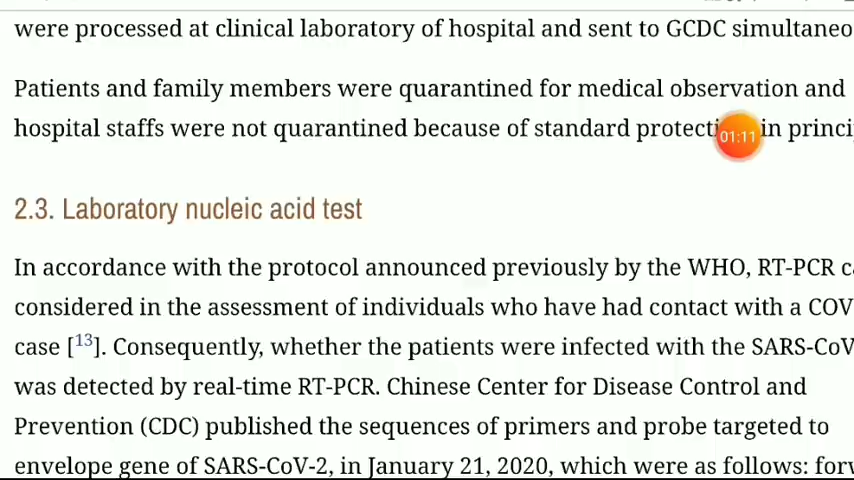 were processed at clinical laboratory of hospital and sent to GCDC simultaneo
Patients and family members were quarantined for medical observation and
hospital staffs were not quarantined because of standard protecti in princi
01:11
2.3. Laboratory nucleic acid test
In accordance with the protocol announced previously by the WHO, RT-PCR ca
considered in the assessment of individuals who have had contact with a COV
case [13]. Consequently, whether the patients were infected with the SARS-CoV
was detected by real-time RT-PCR. Chinese Center for Disease Control and
Prevention (CDC) published the sequences of primers and probe targeted to
envelope gene of SARS-CoV-2, in January 21, 2020, which were as follows: forw